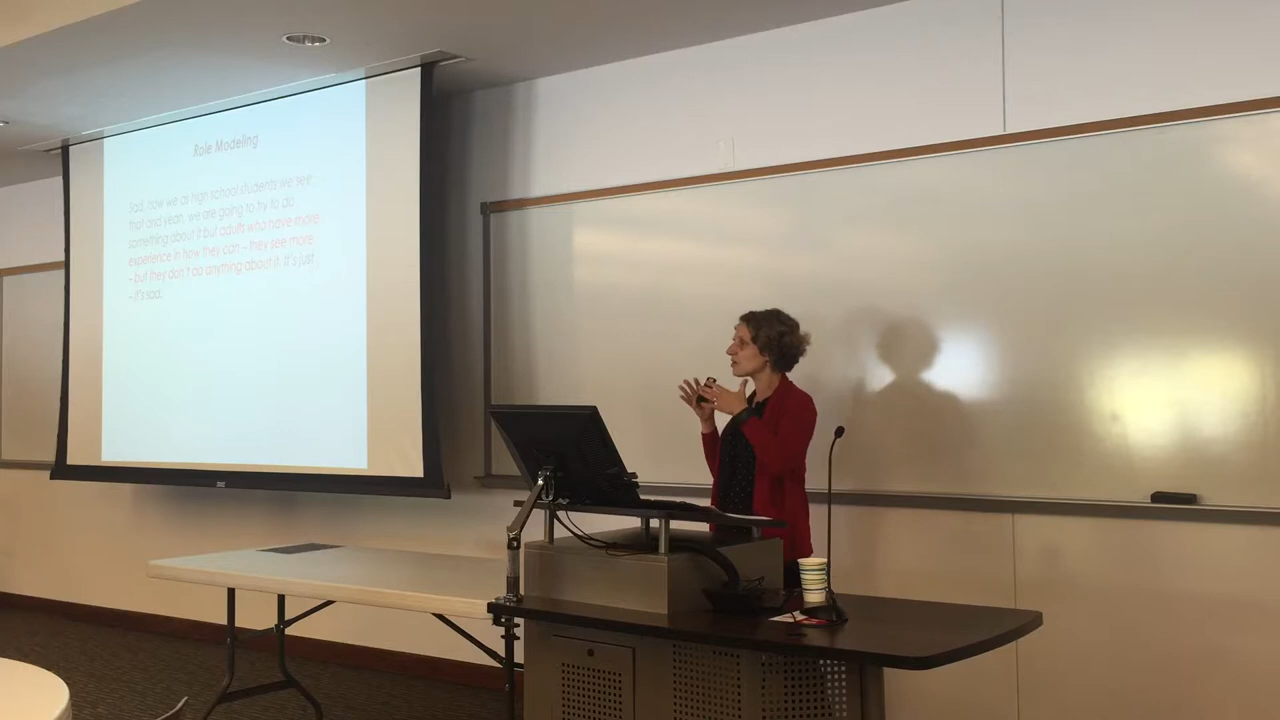 Role Modeling
Sad, how we as high school students we see
that and yeah, we are going to try to do
something about it but adults who have more
experience in how they can – they see more
– but they don't do anything about it. It's just
– it's sad.